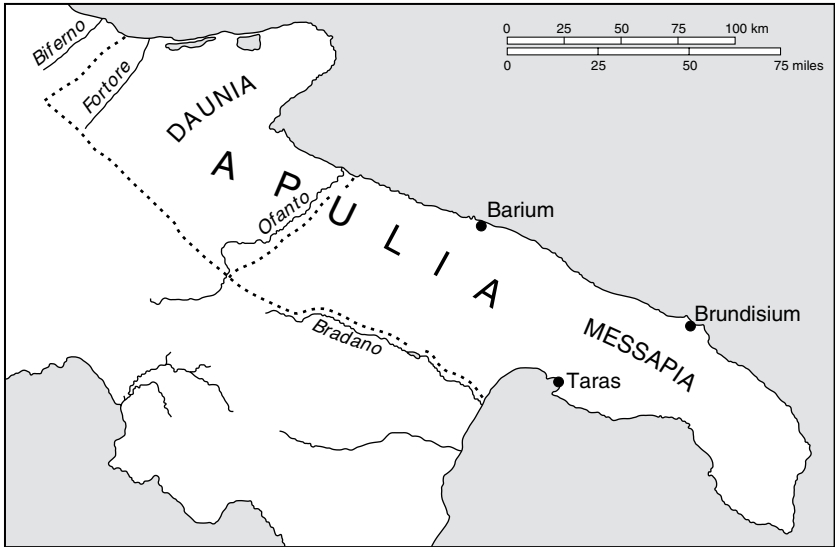 0 25 50 75 100 km
0 25 50 75 miles
Biferno
Fortore
DAUNIA
APULIA
Ofanto
Barium
Bradano
MESSAPIA
Brundisium
Taras